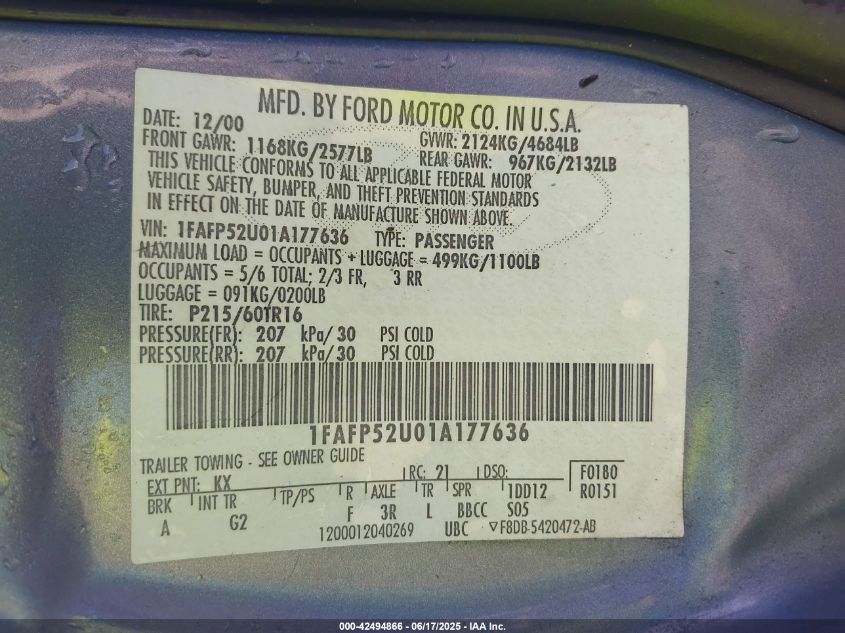 MFD. BY FORD MOTOR CO. IN U.S.A.
DATE: 12/00 GVWR: 2124KG/4684LB
FRONT GAWR: 1168KG/2577LB REAR GAWR: 967KG/2132LB
THIS VEHICLE CONFORMS TO ALL APPLICABLE FEDERAL MOTOR
VEHICLE SAFETY, BUMPER, AND THEFT PREVENTION STANDARDS
IN EFFECT ON THE DATE OF MANUFACTURE SHOWN ABOVE.
VIN: 1FAFP52U01A177636 TYPE: PASSENGER
MAXIMUM LOAD = OCCUPANTS + LUGGAGE = 499KG/1100LB
OCCUPANTS = 5/6 TOTAL; 2/3 FR, 3 RR
LUGGAGE = 091KG/0200LB
TIRE: P215/60TR16
PRESSURE(FR): 207 kPa/30 PSI COLD
PRESSURE(RR): 207 kPa/30 PSI COLD
1FAFP52U01A177636
TRAILER TOWING - SEE OWNER GUIDE
EXT PNT: KX RC: 21 DSO: F0180
BRK INT TR TP/PS R AXLE TR SPR 1DD12 R0151
A G2 F 3R L BBCC S05
1200012040269 UBC ▽F8DB-5420472-AB
000-42494866 - 06/17/2025 - IAA Inc.